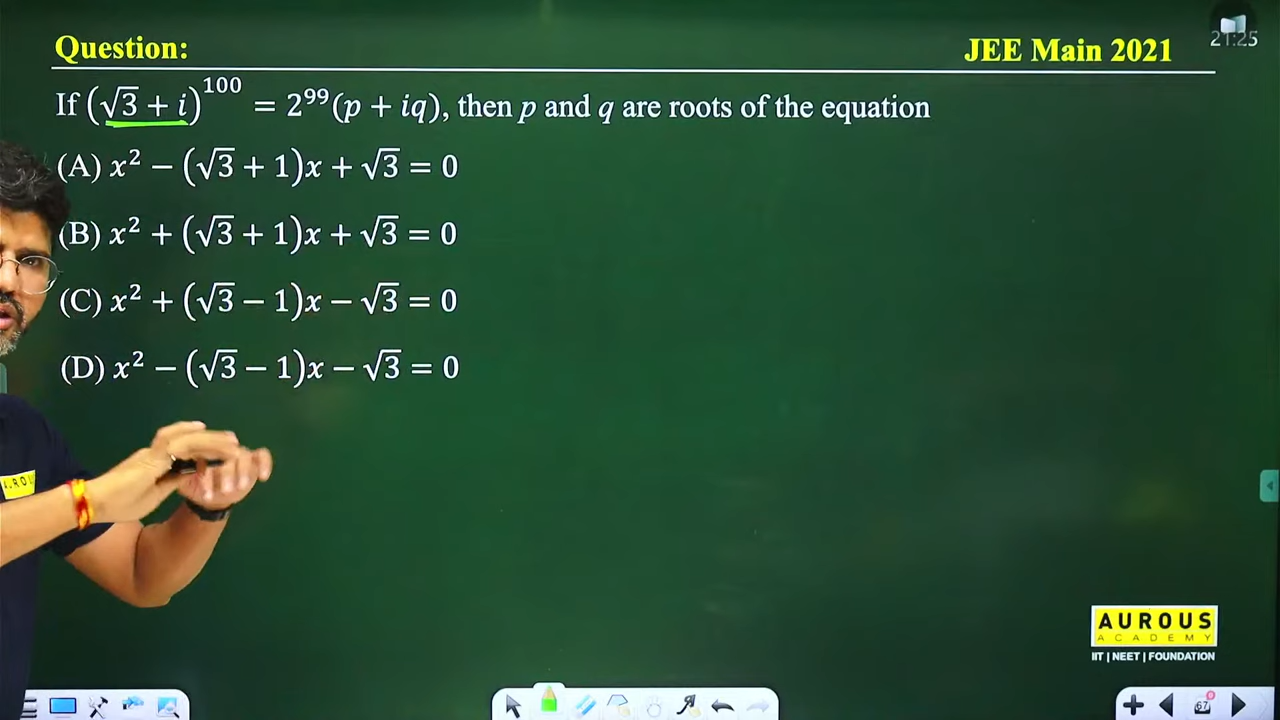 21:25
Question:
JEE Main 2021
If (√3 + i)^100 = 2^99(p + iq), then p and q are roots of the equation
(A) x² − (√3 + 1)x + √3 = 0
(B) x² + (√3 + 1)x + √3 = 0
(C) x² + (√3 − 1)x − √3 = 0
(D) x² − (√3 − 1)x − √3 = 0
AUROUS
ACADEMY
IIT | NEET | FOUNDATION
67